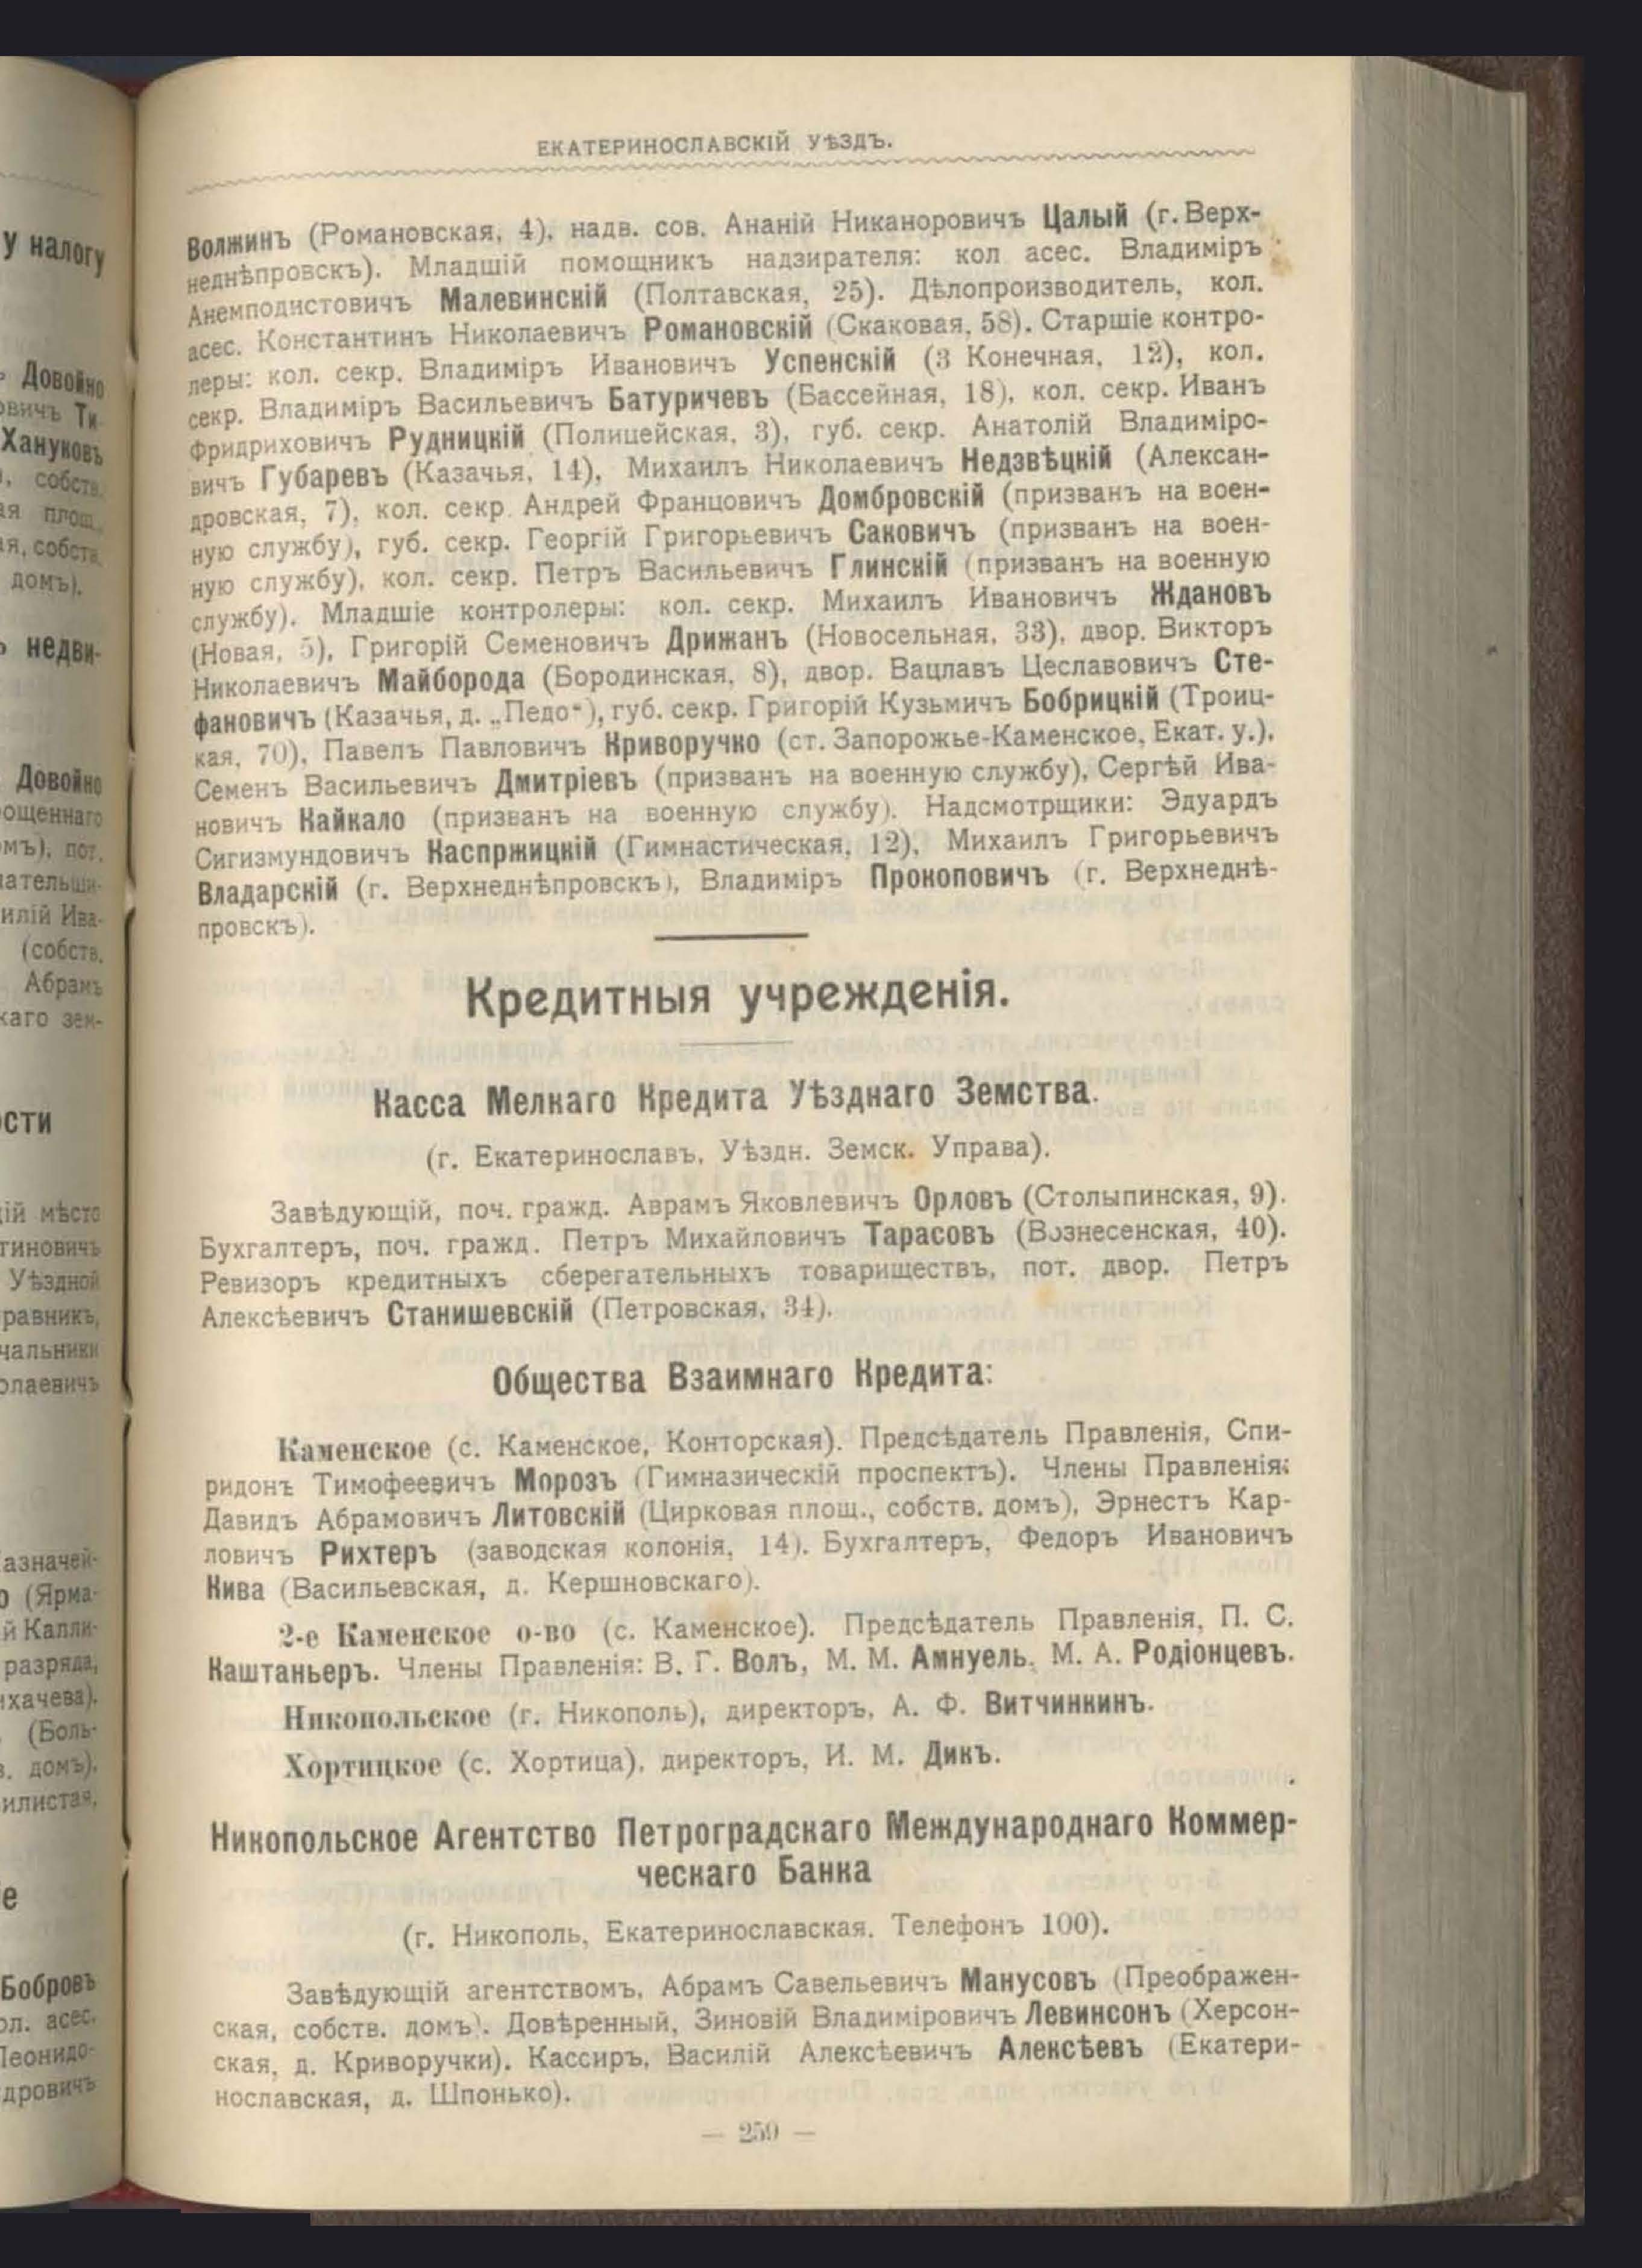 ЕКАТЕРИНОСЛАВСКІЙ УѢЗДЪ.
Волжинъ (Романовская, 4), надв. сов. Ананій Никаноровичъ Цалый (г. Верх-
неднѣпровскъ). Младшій помощникъ надзирателя: кол асес. Владиміръ
Анемподистовичъ Малевинскій (Полтавская, 25). Дѣлопроизводитель, кол.
асес. Константинъ Николаевичъ Романовскій (Скаковая, 58). Старшіе контро-
леры: кол. секр. Владиміръ Ивановичъ Успенскій (3 Конечная, 12), кол.
секр. Владиміръ Васильевичъ Батуричевъ (Бассейная, 18), кол. секр. Иванъ
Фридриховичъ Рудницкій (Полицейская, 3), губ. секр. Анатолій Владиміро-
вичъ Губаревъ (Казачья, 14), Михаилъ Николаевичъ Недзвѣцкій (Алексан-
дровская, 7), кол. секр. Андрей Францовичъ Домбровскій (призванъ на воен-
ную службу), губ. секр. Георгій Григорьевичъ Саковичъ (призванъ на воен-
ную службу), кол. секр. Петръ Васильевичъ Глинскій (призванъ на военную
службу). Младшіе контролеры: кол. секр. Михаилъ Ивановичъ Ждановъ
(Новая, 5), Григорій Семеновичъ Дрижанъ (Новосельная, 33), двор. Викторъ
Николаевичъ Майборода (Бородинская, 8), двор. Вацлавъ Цеславовичъ Сте-
фановичъ (Казачья, д. „Педо“), губ. секр. Григорій Кузьмичъ Бобрицкій (Троиц-
кая, 70), Павелъ Павловичъ Криворучко (ст. Запорожье-Каменское, Екат. у.),
Семенъ Васильевичъ Дмитріевъ (призванъ на военную службу), Сергѣй Ива-
новичъ Кайкало (призванъ на военную службу). Надсмотрщики: Эдуардъ
Сигизмундовичъ Каспржицкій (Гимнастическая, 12), Михаилъ Григорьевичъ
Владарскій (г. Верхнеднѣпровскъ), Владиміръ Прокоповичъ (г. Верхнеднѣ-
провскъ).
Кредитныя учрежденія.
Касса Мелкаго Кредита Уѣзднаго Земства.
(г. Екатеринославъ, Уѣздн. Земск. Управа).
Завѣдующій, поч. гражд. Аврамъ Яковлевичъ Орловъ (Столыпинская, 9).
Бухгалтеръ, поч. гражд. Петръ Михайловичъ Тарасовъ (Вознесенская, 40).
Ревизоръ кредитныхъ сберегательныхъ товариществъ, пот. двор. Петръ
Алексѣевичъ Станишевскій (Петровская, 34).
Общества Взаимнаго Кредита:
Каменское (с. Каменское, Конторская). Предсѣдатель Правленія, Спи-
ридонъ Тимофеевичъ Морозъ (Гимназическій проспектъ). Члены Правленія:
Давидъ Абрамовичъ Литовскій (Цирковая площ., собств. домъ), Эрнестъ Кар-
ловичъ Рихтеръ (заводская колонія, 14). Бухгалтеръ, Федоръ Ивановичъ
Кива (Васильевская, д. Кершновскаго).
2-е Каменское о-во (с. Каменское). Предсѣдатель Правленія, П. С.
Каштаньеръ. Члены Правленія: В. Г. Волъ, М. М. Амнуель, М. А. Родіонцевъ.
Никопольское (г. Никополь), директоръ, А. Ф. Витчинкинъ.
Хортицкое (с. Хортица), директоръ, И. М. Дикъ.
Никопольское Агентство Петроградскаго Международнаго Коммер-
ческаго Банка
(г. Никополь, Екатеринославская. Телефонъ 100).
Завѣдующій агентствомъ, Абрамъ Савельевичъ Манусовъ (Преображен-
ская, собств. домъ). Довѣренный, Зиновій Владиміровичъ Левинсонъ (Херсон-
ская, д. Криворучки). Кассиръ, Василій Алексѣевичъ Алексѣевъ (Екатери-
нославская, д. Шпонько).
— 259 —